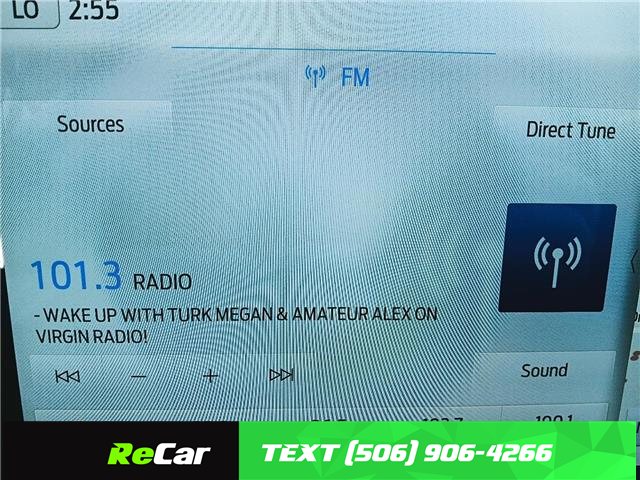 LO 2:55
FM
Sources
Direct Tune
101.3 RADIO
- WAKE UP WITH TURK MEGAN & AMATEUR ALEX ON
VIRGIN RADIO!
Sound
ReCar
TEXT (506) 906-4266